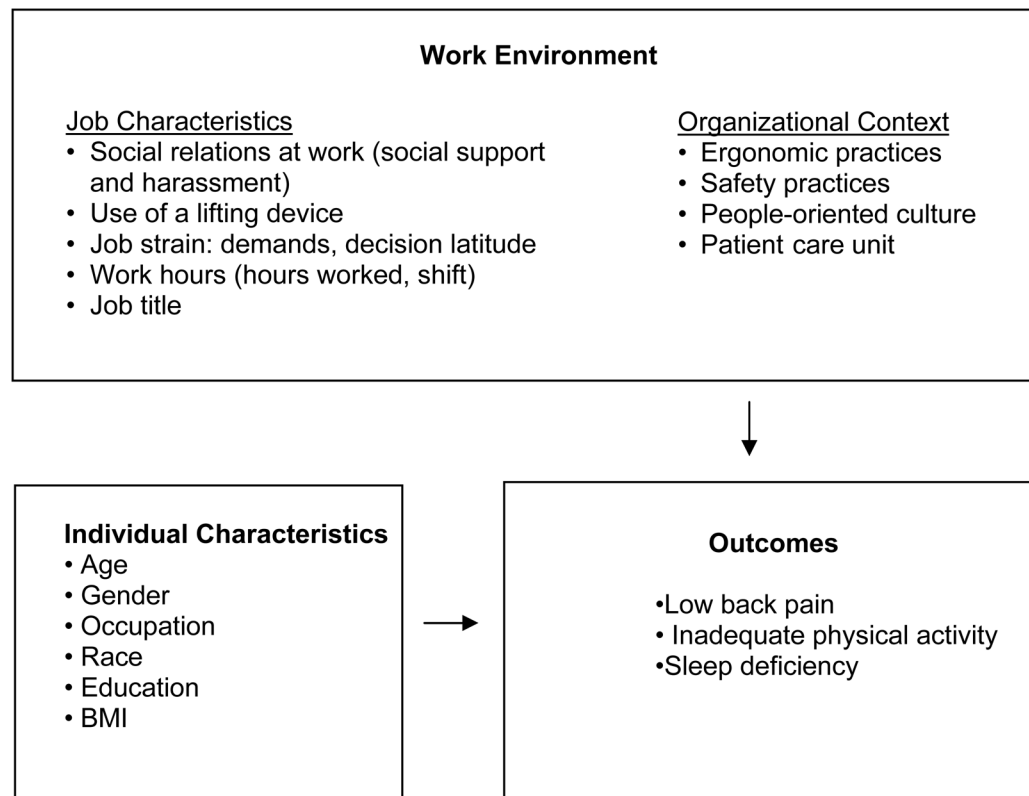 Work Environment
Job Characteristics
• Social relations at work (social support
and harassment)
• Use of a lifting device
• Job strain: demands, decision latitude
• Work hours (hours worked, shift)
• Job title
Organizational Context
• Ergonomic practices
• Safety practices
• People-oriented culture
• Patient care unit
Individual Characteristics
• Age
• Gender
• Occupation
• Race
• Education
• BMI
Outcomes
•Low back pain
• Inadequate physical activity
•Sleep deficiency